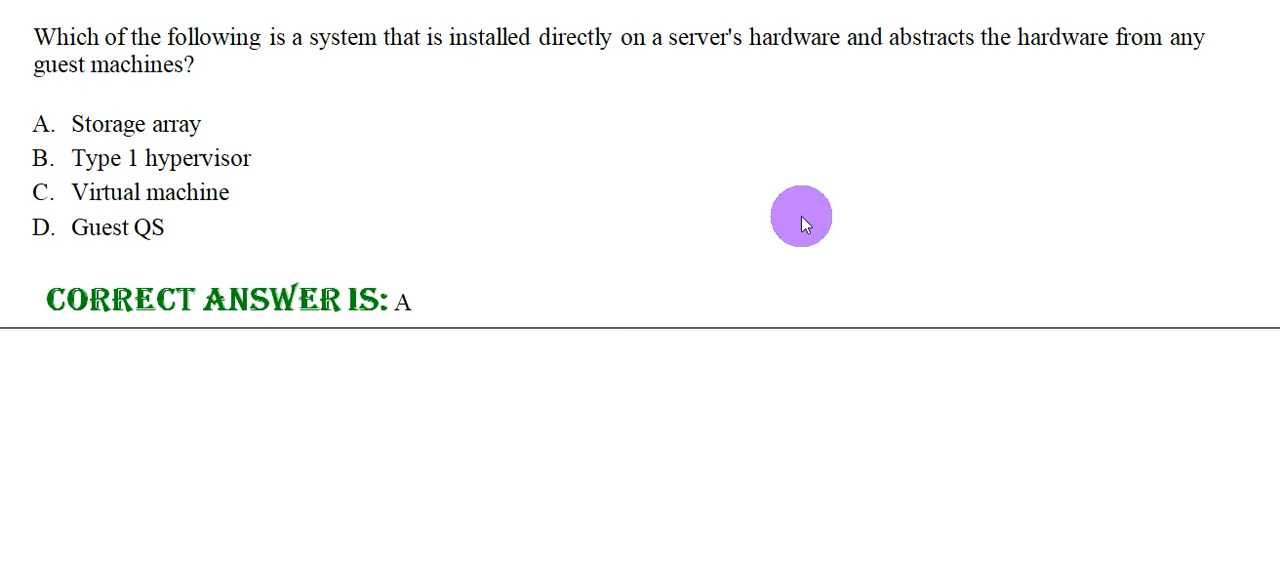 Which of the following is a system that is installed directly on a server's hardware and abstracts the hardware from any
guest machines?
A. Storage array
B. Type 1 hypervisor
C. Virtual machine
D. Guest QS
CORRECT ANSWER IS: A